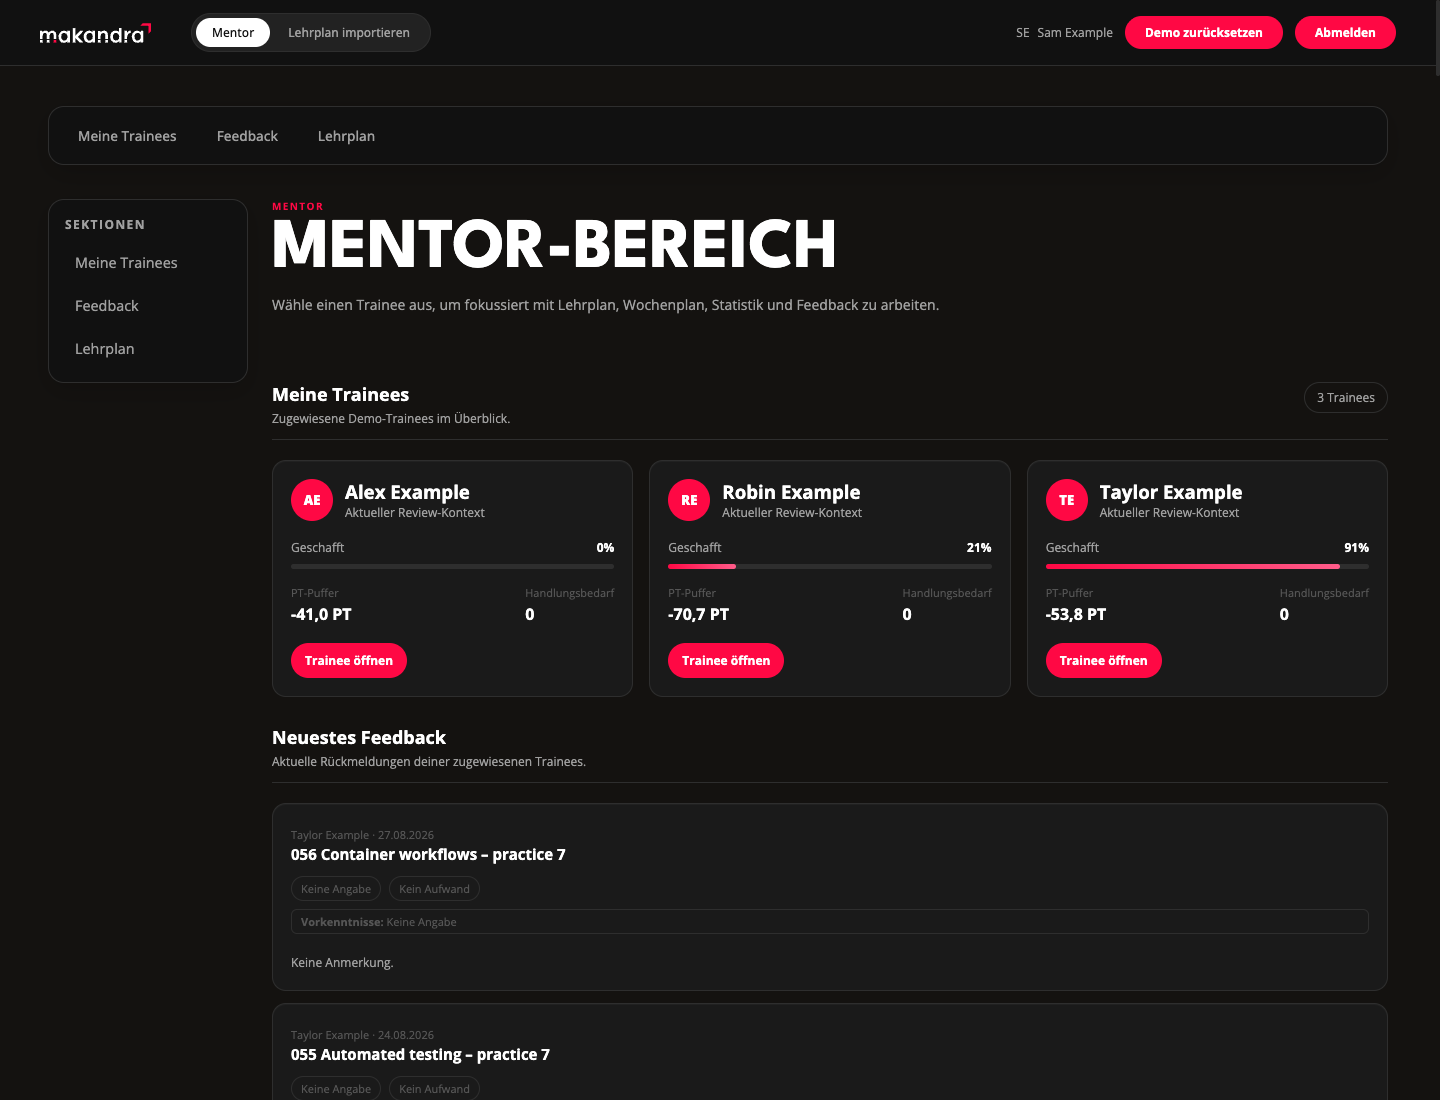 makandra
Mentor
Lehrplan importieren
SE Sam Example
Demo zurücksetzen
Abmelden
Meine Trainees
Feedback
Lehrplan
SEKTIONEN
Meine Trainees
Feedback
Lehrplan
MENTOR
MENTOR-BEREICH
Wähle einen Trainee aus, um fokussiert mit Lehrplan, Wochenplan, Statistik und Feedback zu arbeiten.
Meine Trainees
Zugewiesene Demo-Trainees im Überblick.
3 Trainees
AE
Alex Example
Aktueller Review-Kontext
Geschafft 0%
PT-Puffer Handlungsbedarf
-41,0 PT 0
Trainee öffnen
RE
Robin Example
Aktueller Review-Kontext
Geschafft 21%
PT-Puffer Handlungsbedarf
-70,7 PT 0
Trainee öffnen
TE
Taylor Example
Aktueller Review-Kontext
Geschafft 91%
PT-Puffer Handlungsbedarf
-53,8 PT 0
Trainee öffnen
Neuestes Feedback
Aktuelle Rückmeldungen deiner zugewiesenen Trainees.
Taylor Example · 27.08.2026
056 Container workflows – practice 7
Keine Angabe Kein Aufwand
Vorkenntnisse: Keine Angabe
Keine Anmerkung.
Taylor Example · 24.08.2026
055 Automated testing – practice 7
Keine Angabe Kein Aufwand